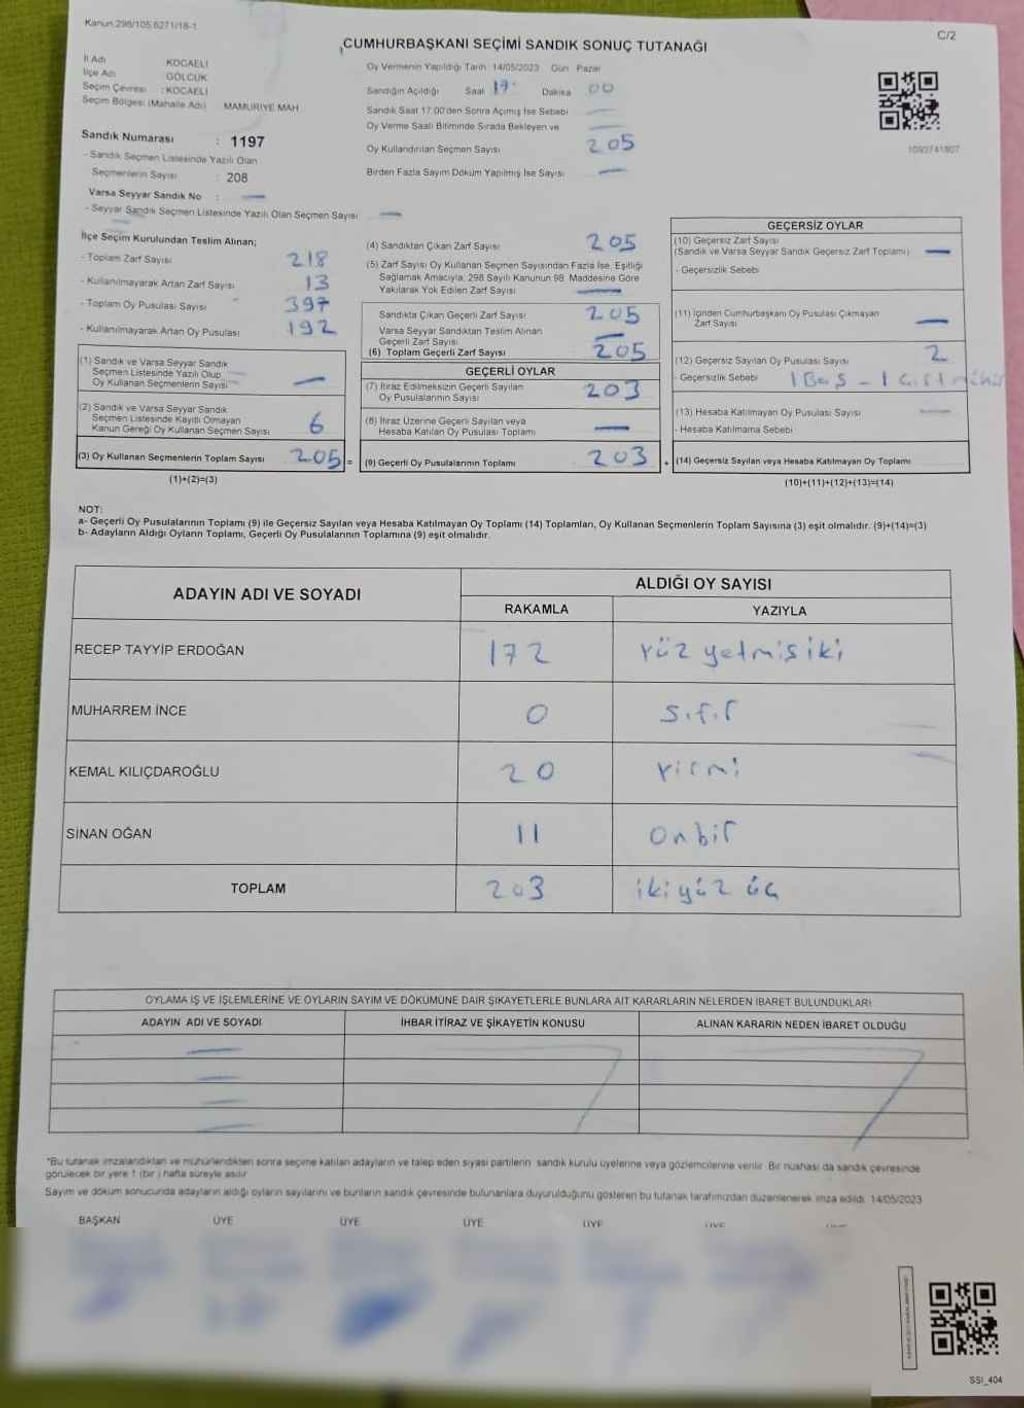 Kanun 298/105,6271/18-1
C/2
CUMHURBAŞKANI SEÇİMİ SANDIK SONUÇ TUTANAĞI
İl Adı KOCAELİ
İlçe Adı GÖLCÜK
Seçim Çevresi : KOCAELİ
Seçim Bölgesi (Mahalle Adı) MAMURİYE MAH.
Sandık Numarası : 1197
- Sandık Seçmen Listesinde Yazılı Olan
Seçmenlerin Sayısı : 208
Varsa Seyyar Sandık No : —
- Seyyar Sandık Seçmen Listesinde Yazılı Olan Seçmen Sayısı —
Oy Vermenin Yapıldığı Tarih 14/05/2023 Gün Pazar
Sandığın Açıldığı Saat 17 Dakika 00
Sandık Saat 17.00'den Sonra Açımış İse Sebebi —
Oy Verme Saati Bitiminde Sırada Bekleyen ve —
Oy Kullandırılan Seçmen Sayısı 205
Birden Fazla Sayım Döküm Yapılmış İse Sayısı —
1092741807
İlçe Seçim Kurulundan Teslim Alınan;
- Toplam Zarf Sayısı 218
- Kullanılmayarak Artan Zarf Sayısı 13
- Toplam Oy Pusulası Sayısı 397
- Kullanılmayarak Artan Oy Pusulası 192
(1) Sandık ve Varsa Seyyar Sandık
Seçmen Listesinde Yazılı Olup
Oy Kullanan Seçmenlerin Sayısı —
(2) Sandık ve Varsa Seyyar Sandık
Seçmen Listesinde Kayıtlı Olmayan
Kanun Gereği Oy Kullanan Seçmen Sayısı 6
(3) Oy Kullanan Seçmenlerin Toplam Sayısı 205 =
(1)+(2)=(3)
(4) Sandıktan Çıkan Zarf Sayısı 205
(5) Zarf Sayısı Oy Kullanan Seçmen Sayısından Fazla İse, Eşitliği
Sağlamak Amacıyla; 298 Sayılı Kanunun 98. Maddesine Göre
Yakılarak Yok Edilen Zarf Sayısı —
Sandıkta Çıkan Geçerli Zarf Sayısı 205
Varsa Seyyar Sandıktan Teslim Alınan
Geçerli Zarf Sayısı —
(6) Toplam Geçerli Zarf Sayısı 205
GEÇERLİ OYLAR
(7) İtiraz Edilmeksizin Geçerli Sayılan
Oy Pusulalarının Sayısı 203
(8) İtiraz Üzerine Geçerli Sayılan veya
Hesaba Katılan Oy Pusulası Toplamı —
(9) Geçerli Oy Pusulalarının Toplamı 203 +
GEÇERSİZ OYLAR
(10) Geçersiz Zarf Sayısı
(Sandık ve Varsa Seyyar Sandık Geçersiz Zarf Toplamı) —
- Geçersizlik Sebebi
(11) İçinden Cumhurbaşkanı Oy Pusulası Çıkmayan
Zarf Sayısı —
(12) Geçersiz Sayılan Oy Pusulası Sayısı 2
- Geçersizlik Sebebi 1 Boş - 1
(13) Hesaba Katılmayan Oy Pusulası Sayısı —
- Hesaba Katılmama Sebebi
(14) Geçersiz Sayılan veya Hesaba Katılmayan Oy Toplamı
(10)+(11)+(12)+(13)=(14)
NOT:
a- Geçerli Oy Pusulalarının Toplamı (9) ile Geçersiz Sayılan veya Hesaba Katılmayan Oy Toplamı (14) Toplamları, Oy Kullanan Seçmenlerin Toplam Sayısına (3) eşit olmalıdır. (9)+(14)=(3)
b- Adayların Aldığı Oyların Toplamı, Geçerli Oy Pusulalarının Toplamına (9) eşit olmalıdır.
ADAYIN ADI VE SOYADI ALDIĞI OY SAYISI
RAKAMLA YAZIYLA
RECEP TAYYİP ERDOĞAN 172 Yüz yetmiş iki
MUHARREM İNCE 0 Sıfır
KEMAL KILIÇDAROĞLU 20 Yirmi
SİNAN OĞAN 11 Onbir
TOPLAM 203 iki yüz üç
OYLAMA İŞ VE İŞLEMLERİNE VE OYLARIN SAYIM VE DÖKÜMÜNE DAİR ŞİKAYETLERLE BUNLARA AİT KARARLARIN NELERDEN İBARET BULUNDUKLARI
ADAYIN ADI VE SOYADI İHBAR İTİRAZ VE ŞİKAYETİN KONUSU ALINAN KARARIN NEDEN İBARET OLDUĞU
*Bu tutanak imzalandıktan ve mühürlendikten sonra seçime katılan adayların ve talep eden siyasi partilerin sandık kurulu üyelerine veya gözlemcilerine verilir. Bir nüshası da sandık çevresinde
görülecek bir yere 1 (bir) hafta süreyle asılır.
Sayım ve döküm sonucunda adayların aldığı oyların sayılarını ve bunların sandık çevresinde bulunanlara duyurulduğunu gösteren bu tutanak tarafımızdan düzenlenerek imza edildi. 14/05/2023
BAŞKAN ÜYE ÜYE ÜYE ÜYE ÜYE
SSI_404